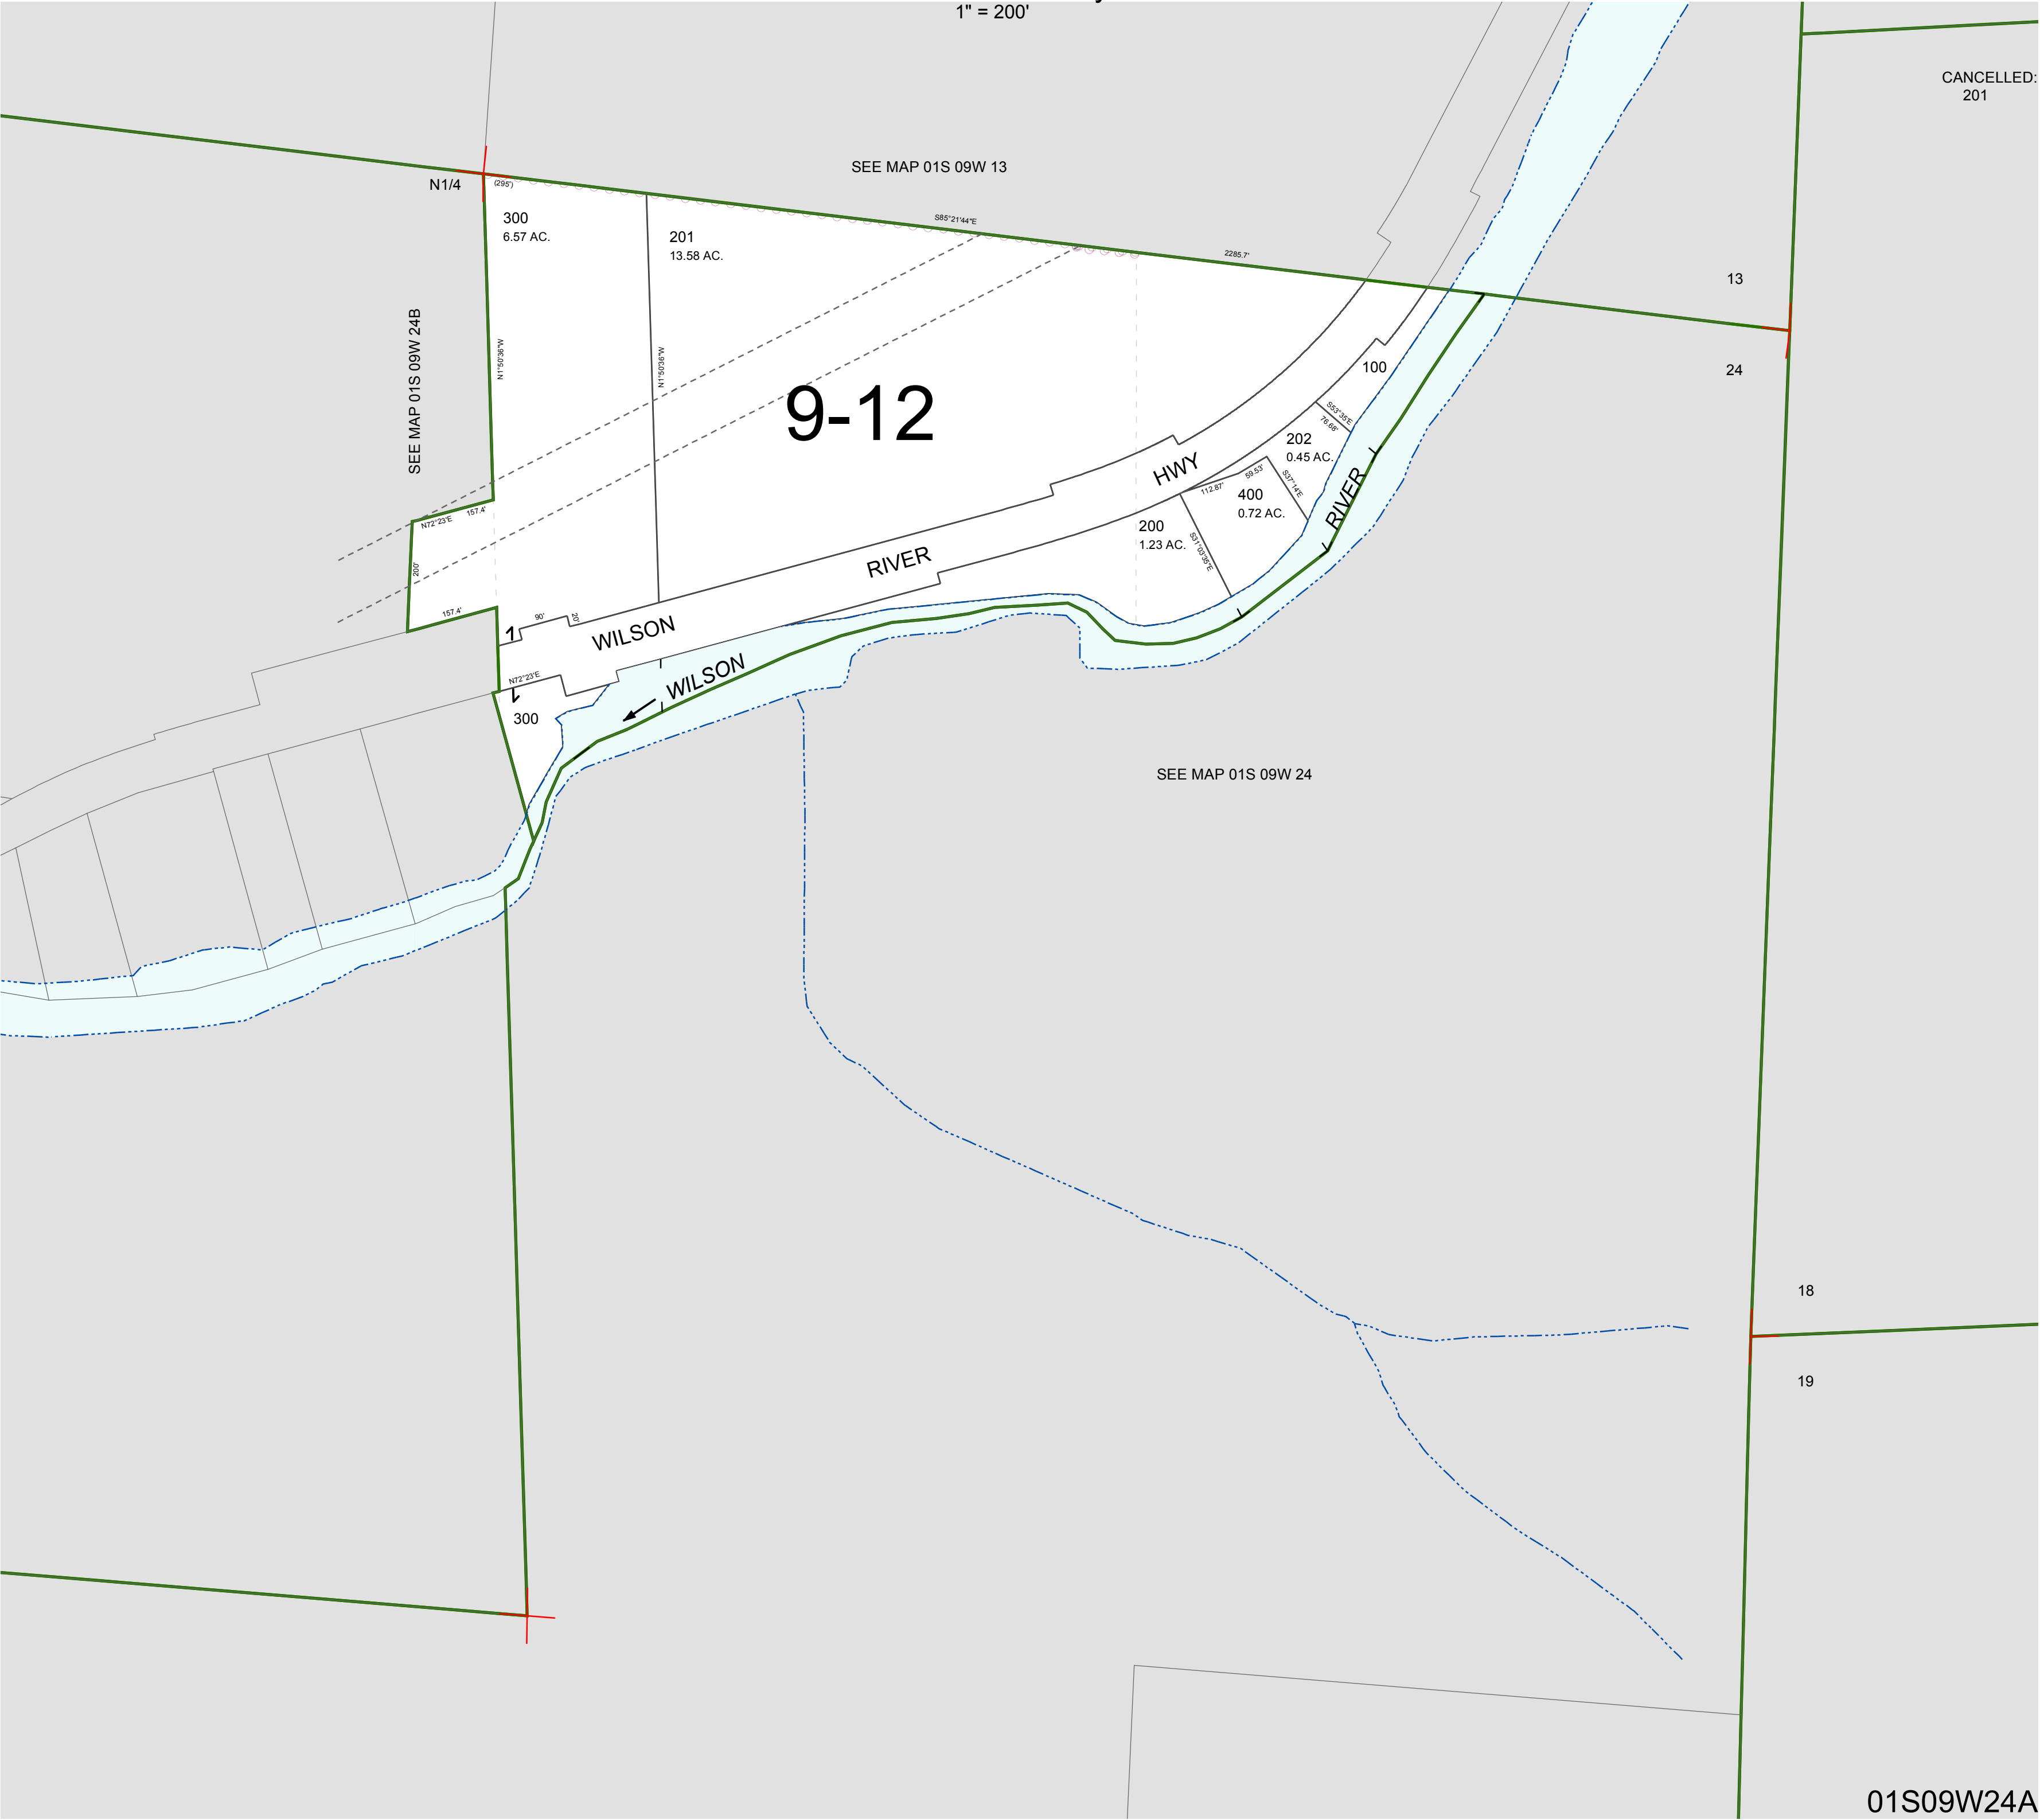 1" = 200'
CANCELLED:
201
SEE MAP 01S 09W 13
N1/4
(295')
300
6.57 AC.
201
13.58 AC.
S85°21'44"E
2285.7'
13
24
SEE MAP 01S 09W 24B
N1°50'36"W
N1°50'36"W
9-12
100
S53°35'E
76.68'
202
0.45 AC.
HWY
112.87'
59.53'
S37°14'E
400
0.72 AC.
RIVER
N72°23'E
157.4'
200
1.23 AC.
S31°03'35"E
RIVER
200'
157.4'
90'
20'
1
WILSON
N72°23'E
WILSON
300
SEE MAP 01S 09W 24
18
19
01S09W24A